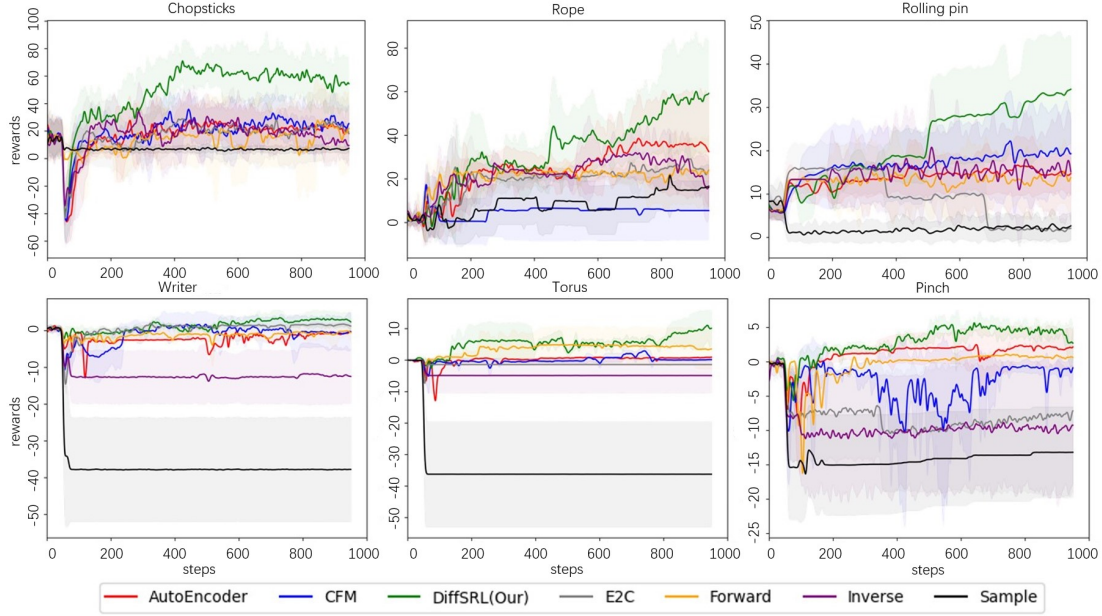 Chopsticks
Rope
Rolling pin
rewards
100
80
60
40
20
0
-20
-40
-60
0 200 400 600 800 1000
80
60
40
20
0
0 200 400 600 800 1000
50
40
30
20
10
0
0 200 400 600 800 1000
Writer
Torus
Pinch
rewards
0
-10
-20
-30
-40
-50
0 200 400 600 800 1000
steps
10
0
-10
-20
-30
-40
-50
0 200 400 600 800 1000
steps
5
0
-5
-10
-15
-20
-25
0 200 400 600 800 1000
steps
AutoEncoder CFM DiffSRL(Our) E2C Forward Inverse Sample